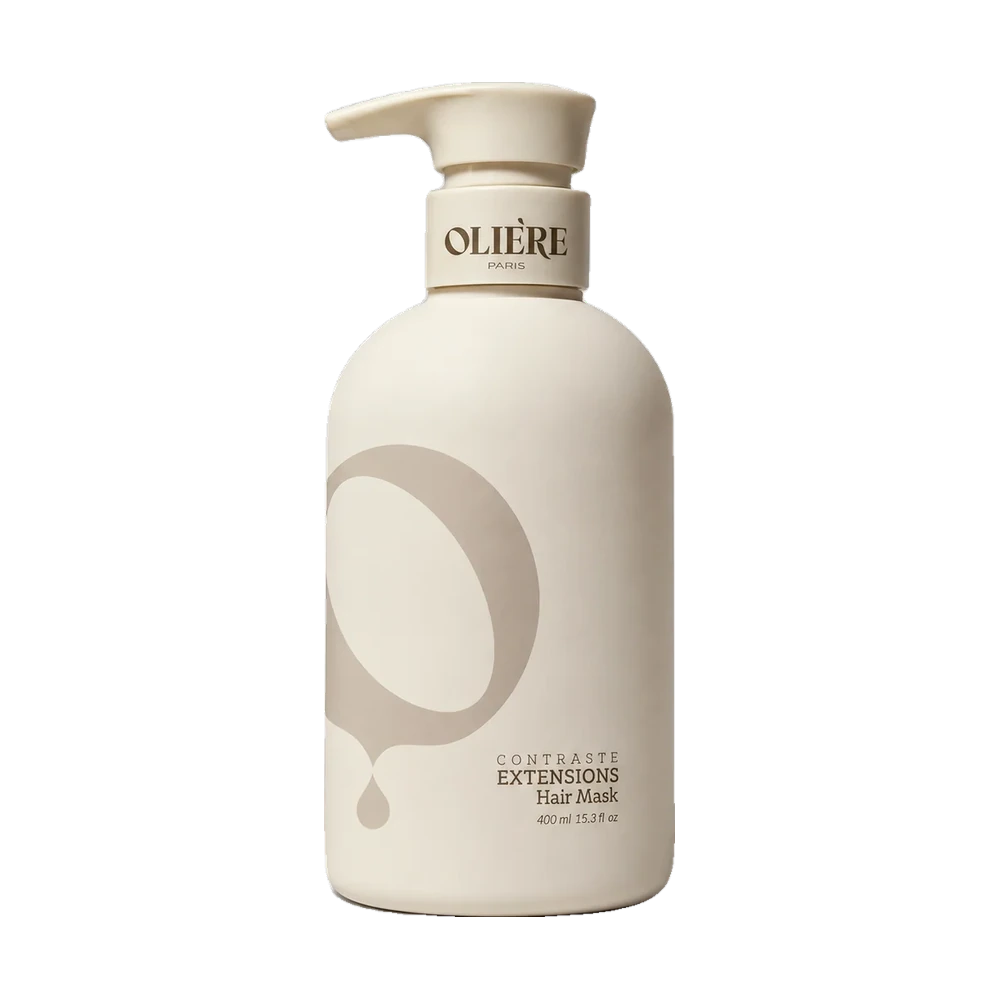 OLIÈRE
PARIS
CONTRASTE
EXTENSIONS
Hair Mask
400 ml 15.3 fl oz